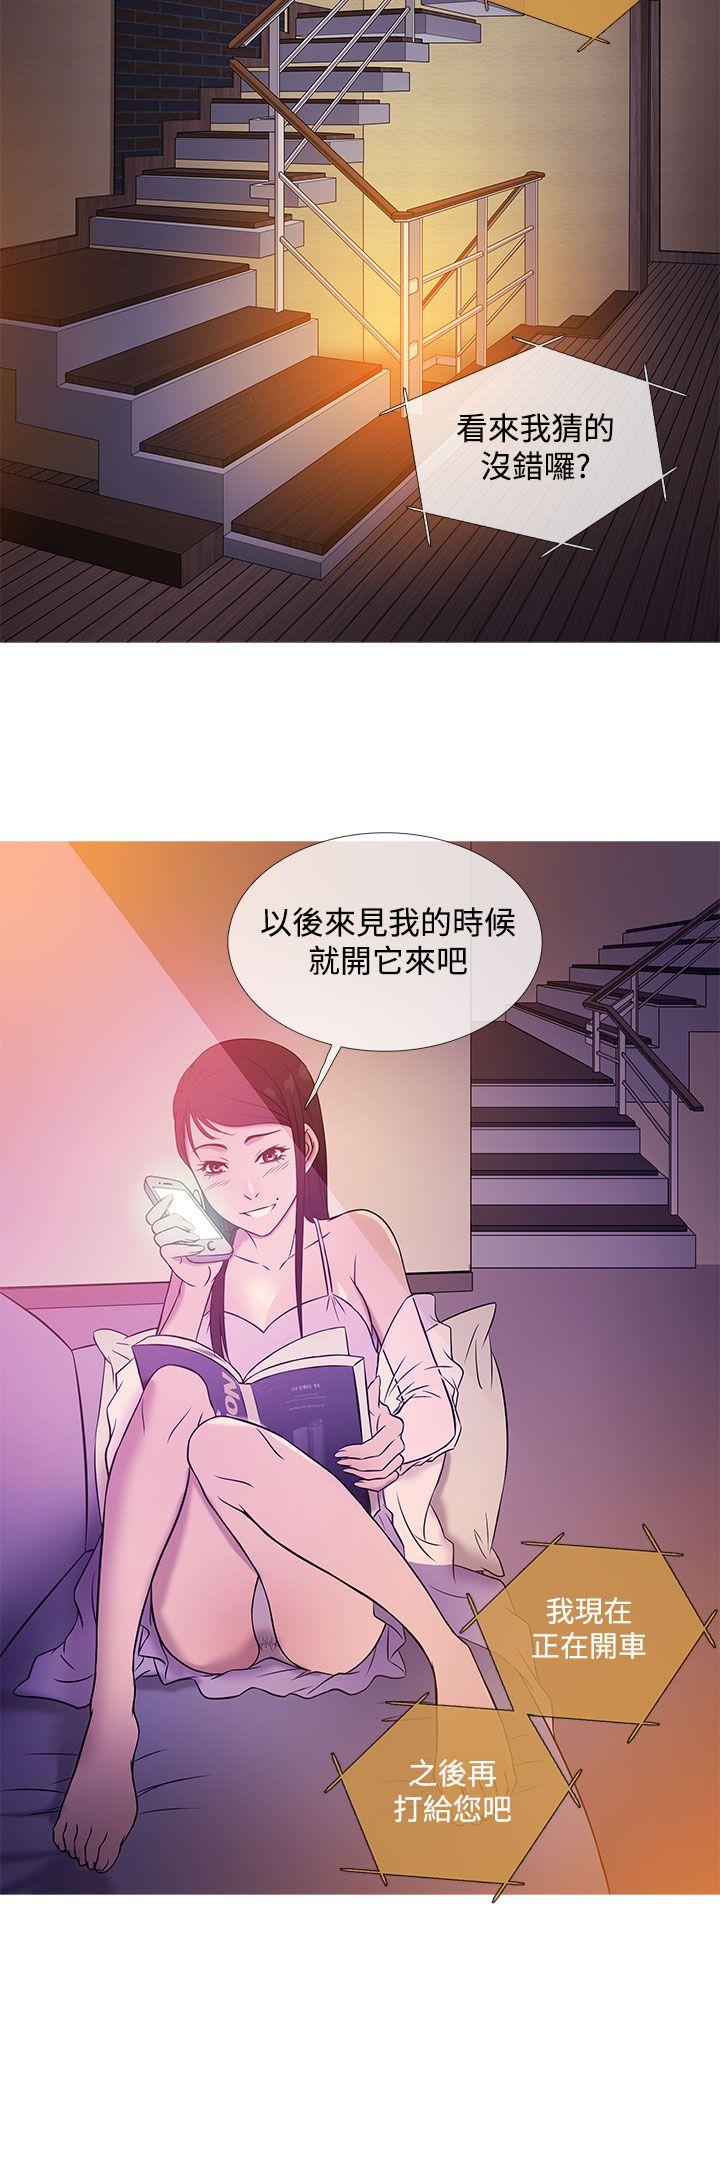 看來我猜的
沒錯囉?
以後來見我的時候
就開它來吧
我現在
正在開車
之後再
打給您吧